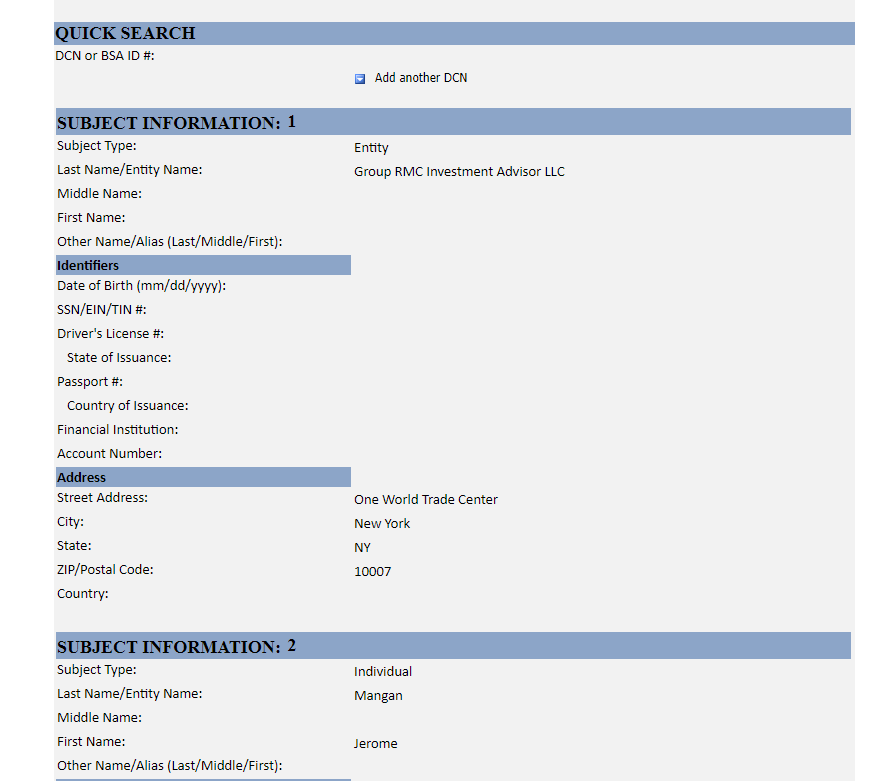 QUICK SEARCH
DCN or BSA ID #:
Add another DCN
SUBJECT INFORMATION: 1
Subject Type: Entity
Last Name/Entity Name: Group RMC Investment Advisor LLC
Middle Name:
First Name:
Other Name/Alias (Last/Middle/First):
Identifiers
Date of Birth (mm/dd/yyyy):
SSN/EIN/TIN #:
Driver's License #:
State of Issuance:
Passport #:
Country of Issuance:
Financial Institution:
Account Number:
Address
Street Address: One World Trade Center
City: New York
State: NY
ZIP/Postal Code: 10007
Country:
SUBJECT INFORMATION: 2
Subject Type: Individual
Last Name/Entity Name: Mangan
Middle Name:
First Name: Jerome
Other Name/Alias (Last/Middle/First):